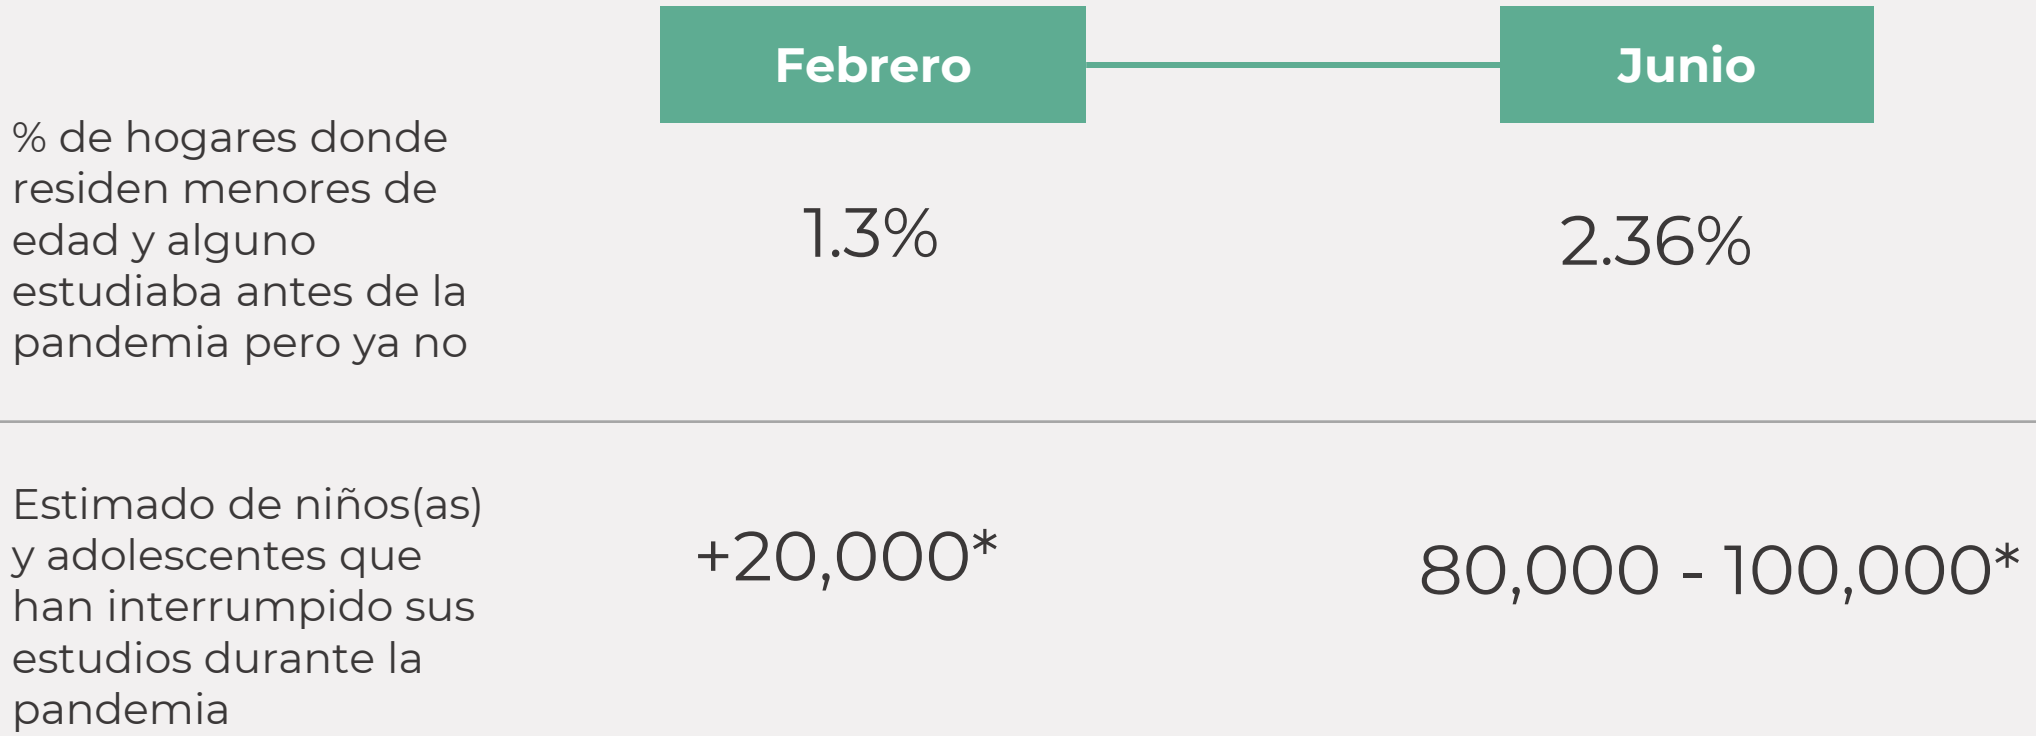 Febrero
Junio
% de hogares donde
residen menores de
edad y alguno
estudiaba antes de la
pandemia pero ya no
1.3%
2.36%
Estimado de niños(as)
y adolescentes que
han interrumpido sus
estudios durante la
pandemia
+20,000*
80,000 - 100,000*